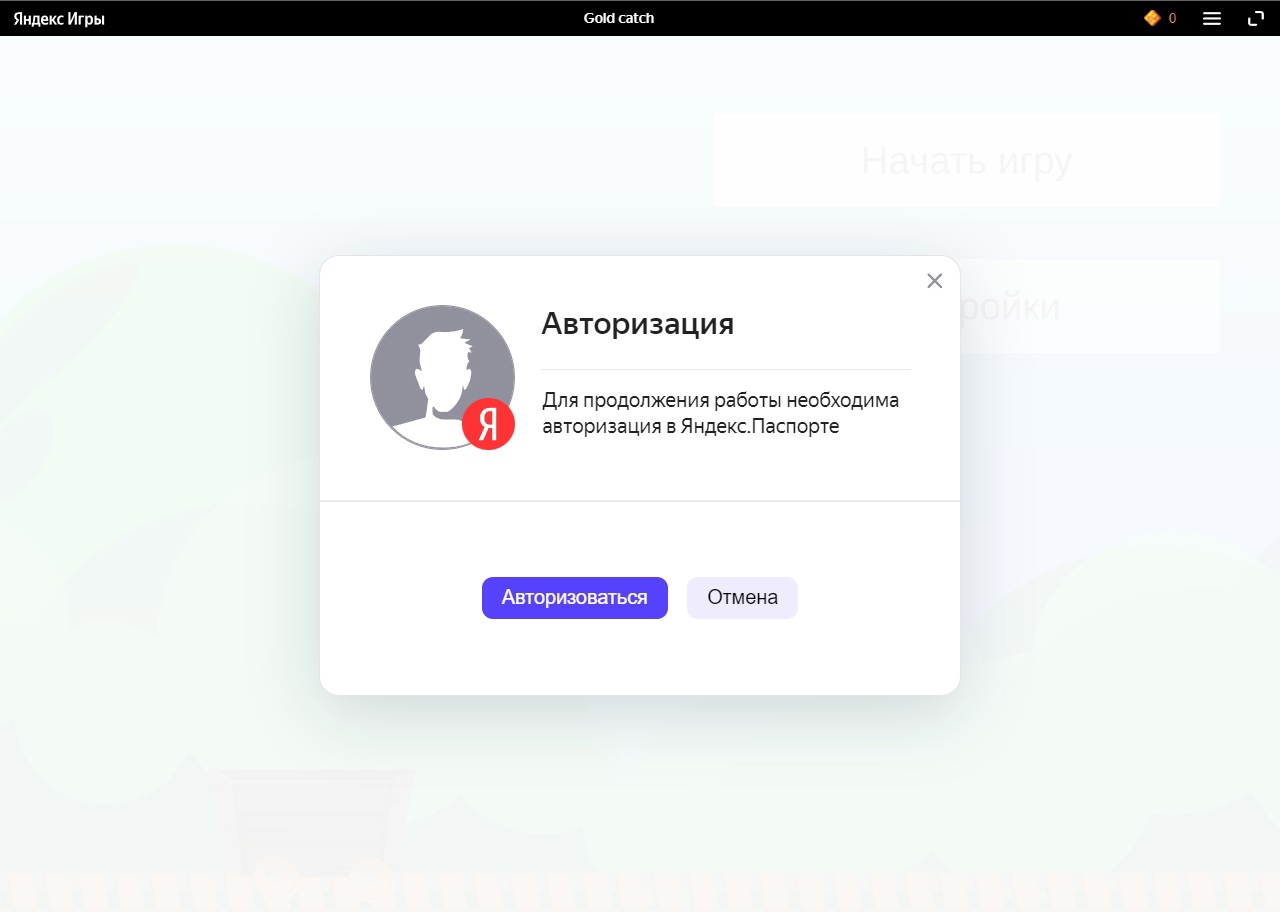 Яндекс Игры
Gold catch
0
Начать игру
ройки
Авторизация
Для продолжения работы необходима
авторизация в Яндекс.Паспорте
Я
Авторизоваться
Отмена